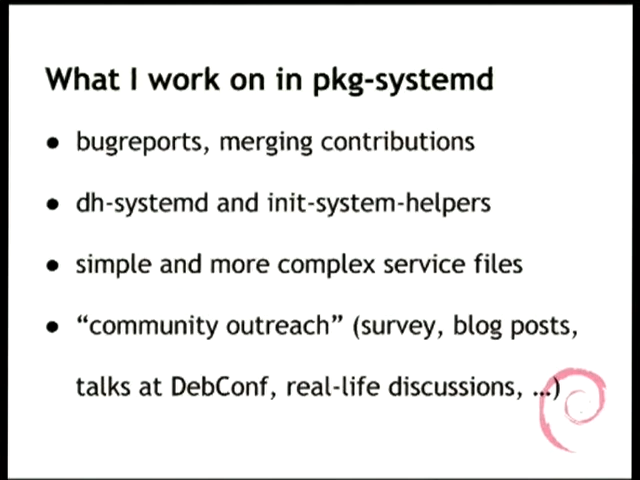 What I work on in pkg-systemd
● bugreports, merging contributions
● dh-systemd and init-system-helpers
● simple and more complex service files
● “community outreach” (survey, blog posts,
talks at DebConf, real-life discussions, ...)